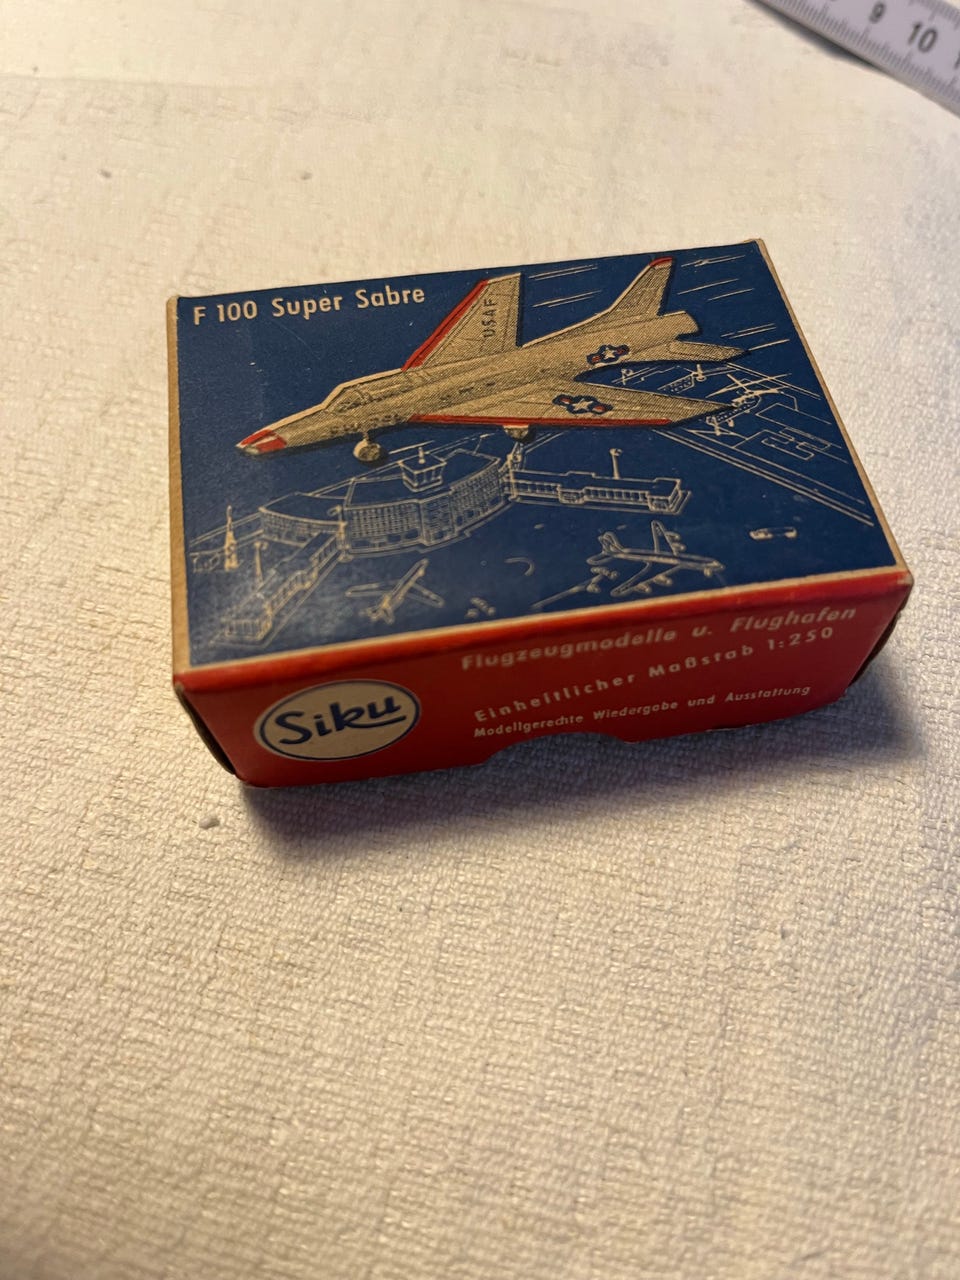 9 10
F 100 Super Sabre
USAF
Flugzeugmodelle u. Flughafen
Einheitlicher Maßstab 1:250
Modellgerechte Wiedergabe und Ausstattung
Siku